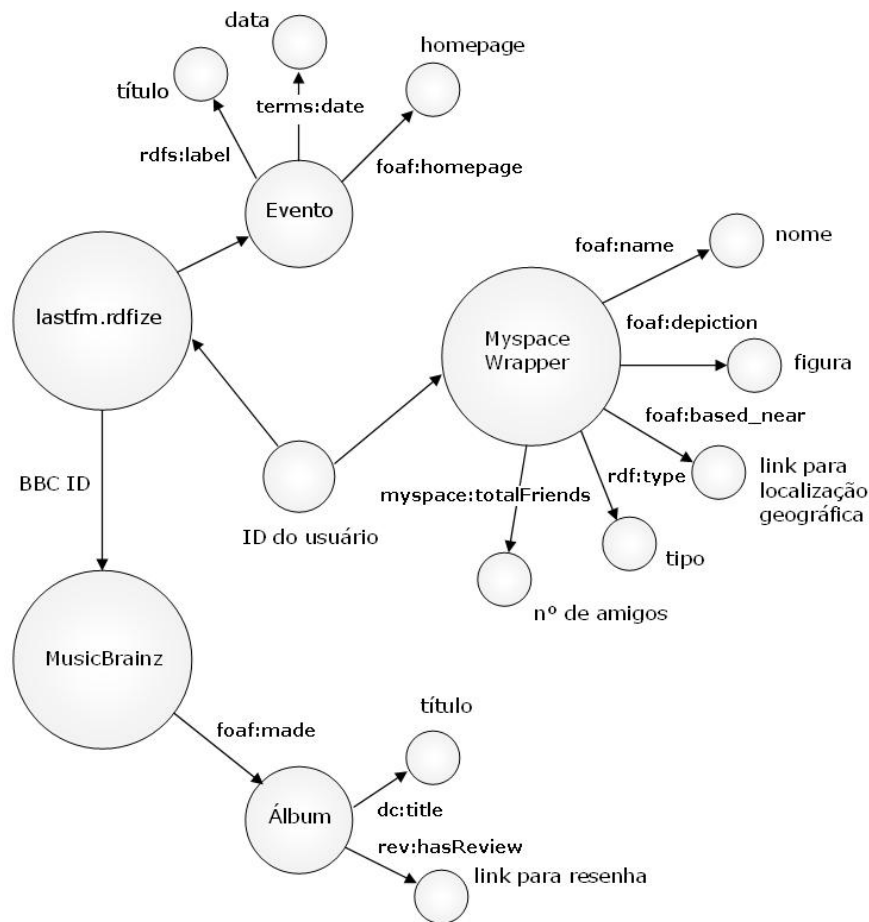 data
homepage
título
terms:date
rdfs:label
foaf:homepage
Evento
foaf:name
nome
lastfm.rdfize
foaf:depiction
Myspace
Wrapper
figura
foaf:based_near
BBC ID
rdf:type
link para
localização
geográfica
myspace:totalFriends
ID do usuário
tipo
nº de amigos
MusicBrainz
foaf:made
título
Álbum
dc:title
rev:hasReview
link para resenha